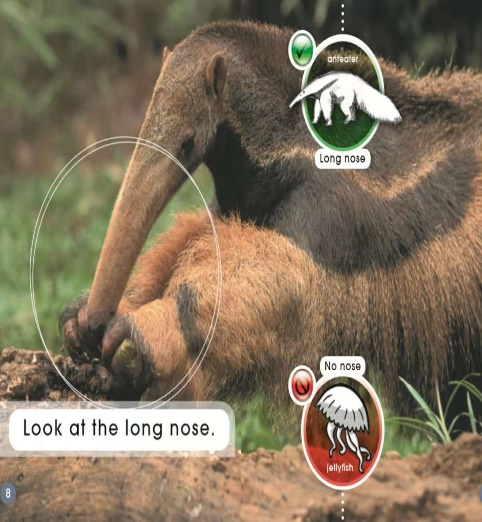 anteater
Long nose
No nose
jellyfish
Look at the long nose.
8